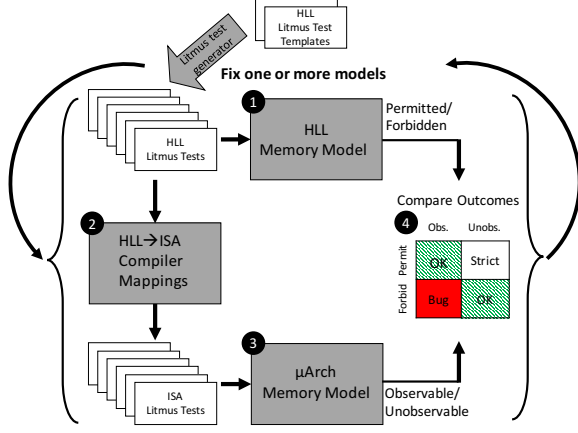 HLL
Litmus Test
Templates
Litmus test
generator
Fix one or more models
1
HLL
Litmus Tests
HLL
Memory Model
Permitted/
Forbidden
2
HLL→ISA
Compiler
Mappings
Compare Outcomes
4
Obs.
Unobs.
Permit
OK
Strict
Forbid
Bug
OK
3
ISA
Litmus Tests
μArch
Memory Model
Observable/
Unobservable